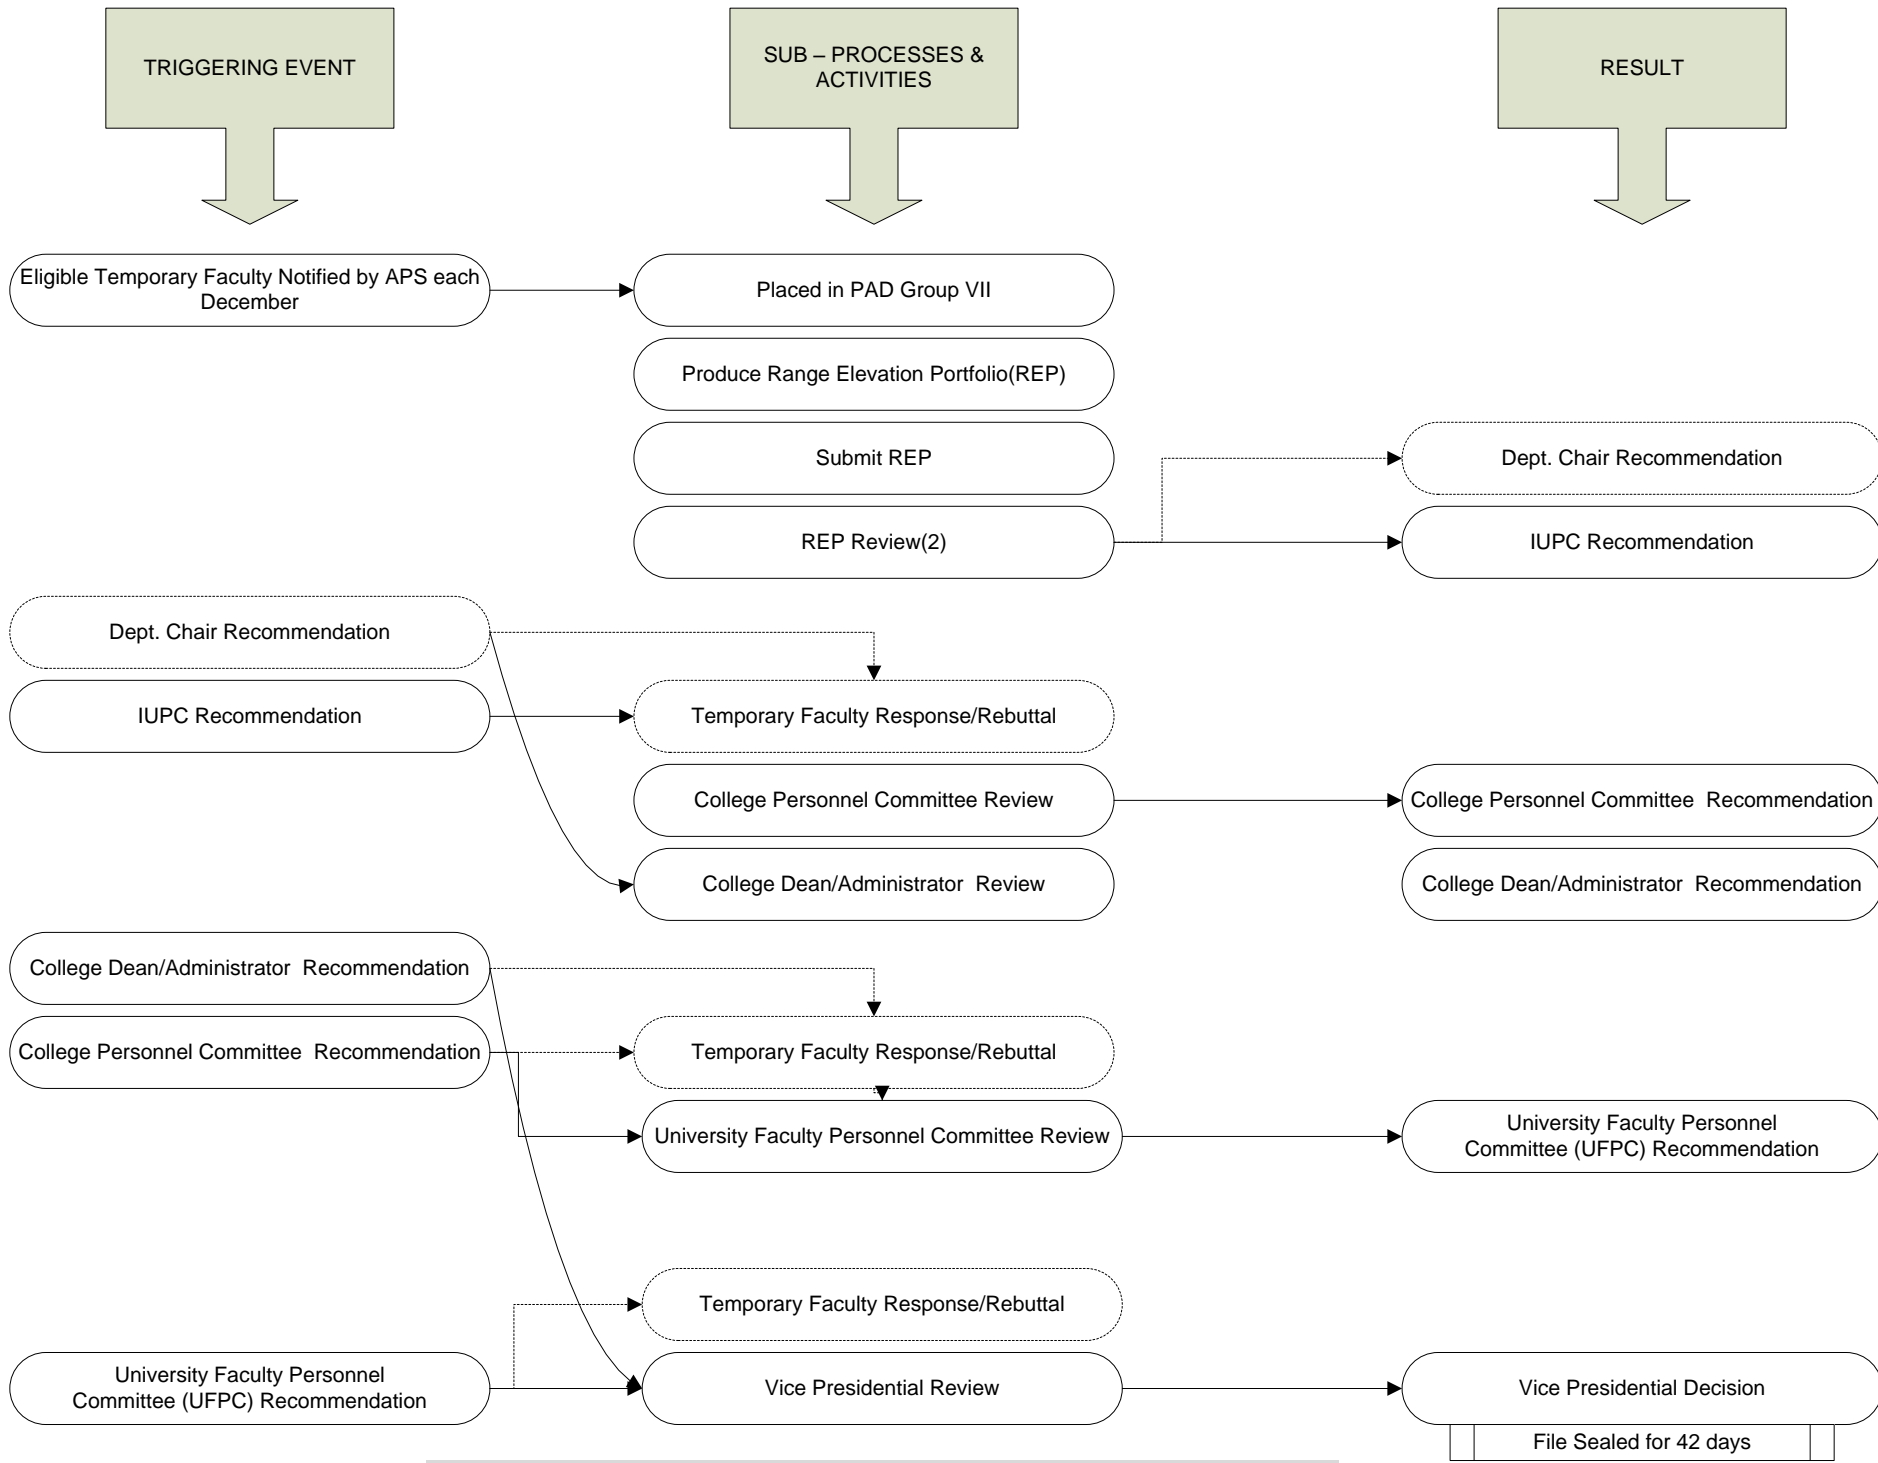 TRIGGERING EVENT
SUB – PROCESSES &
ACTIVITIES
RESULT
Eligible Temporary Faculty Notified by APS each
December
Placed in PAD Group VII
Produce Range Elevation Portfolio(REP)
Submit REP
Dept. Chair Recommendation
REP Review(2)
IUPC Recommendation
Dept. Chair Recommendation
IUPC Recommendation
Temporary Faculty Response/Rebuttal
College Personnel Committee Review
College Personnel Committee  Recommendation
College Dean/Administrator  Review
College Dean/Administrator  Recommendation
College Dean/Administrator  Recommendation
College Personnel Committee  Recommendation
Temporary Faculty Response/Rebuttal
University Faculty Personnel Committee Review
University Faculty Personnel
Committee (UFPC) Recommendation
Temporary Faculty Response/Rebuttal
University Faculty Personnel
Committee (UFPC) Recommendation
Vice Presidential Review
Vice Presidential Decision
File Sealed for 42 days